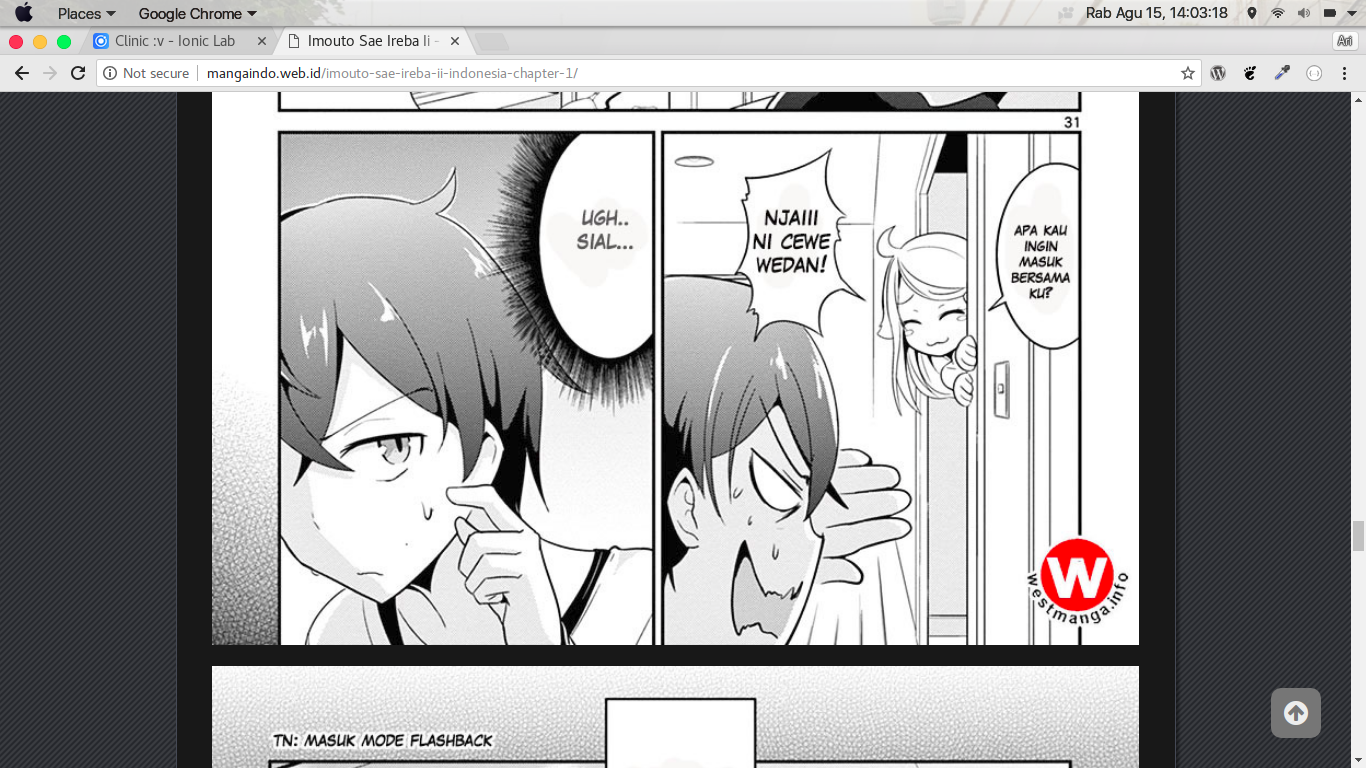 Places
Google Chrome
Rab Agu 15, 14:03:18
Clinic :v - Ionic Lab
Imouto Sae Ireba Ii -
Ari
Not secure
mangaindo.web.id/imouto-sae-ireba-ii-indonesia-chapter-1/
31
APA KAU
INGIN
MASUK
BERSAMA
KU?
NJAIII
NI CEWE
WEDAN!
UGH..
SIAL...
W
westmanga.info
TN: MASUK MODE FLASHBACK